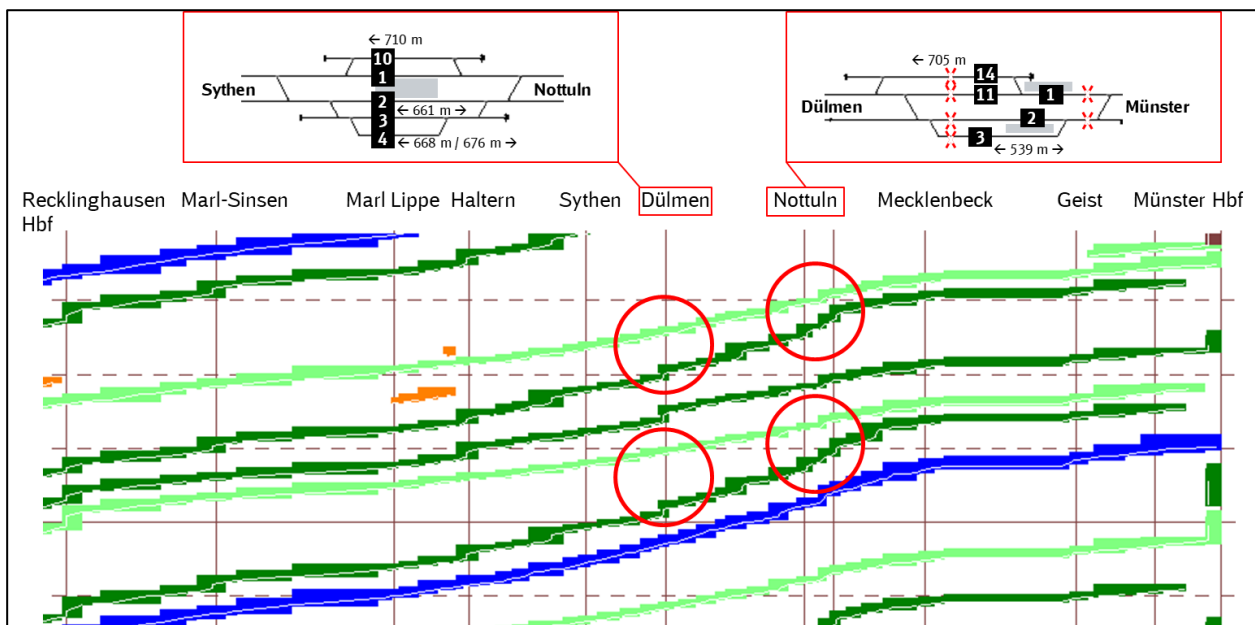 ← 710 m
10
1
Sythen
Nottuln
2
← 661 m →
3
4
← 668 m / 676 m →
← 705 m
14
11
1
Dülmen
Münster
2
3
← 539 m →
Recklinghausen
Hbf
Marl-Sinsen
Marl Lippe
Haltern
Sythen
Dülmen
Nottuln
Mecklenbeck
Geist
Münster Hbf